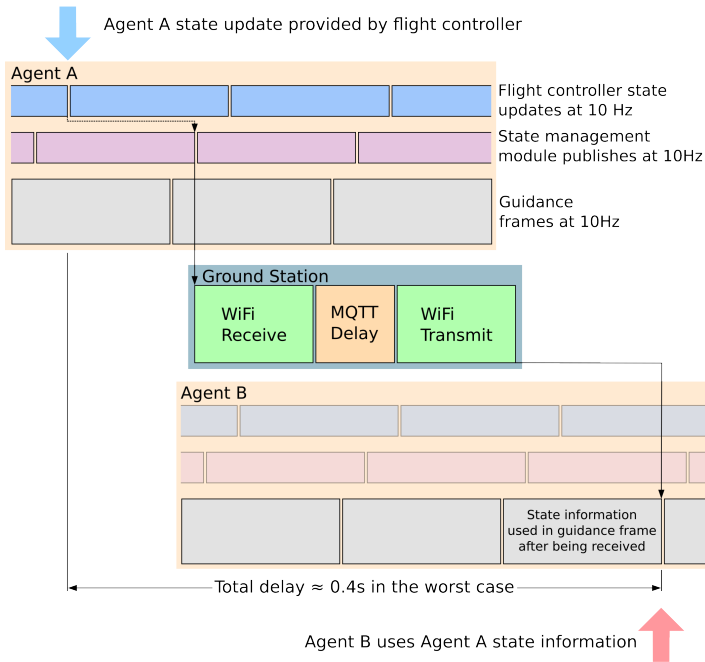 Agent A state update provided by flight controller
Agent A
Flight controller state
updates at 10 Hz
State management
module publishes at 10Hz
Guidance
frames at 10Hz
Ground Station
WiFi
Receive
MQTT
Delay
WiFi
Transmit
Agent B
State information
used in guidance frame
after being received
Total delay ≈ 0.4s in the worst case
Agent B uses Agent A state information